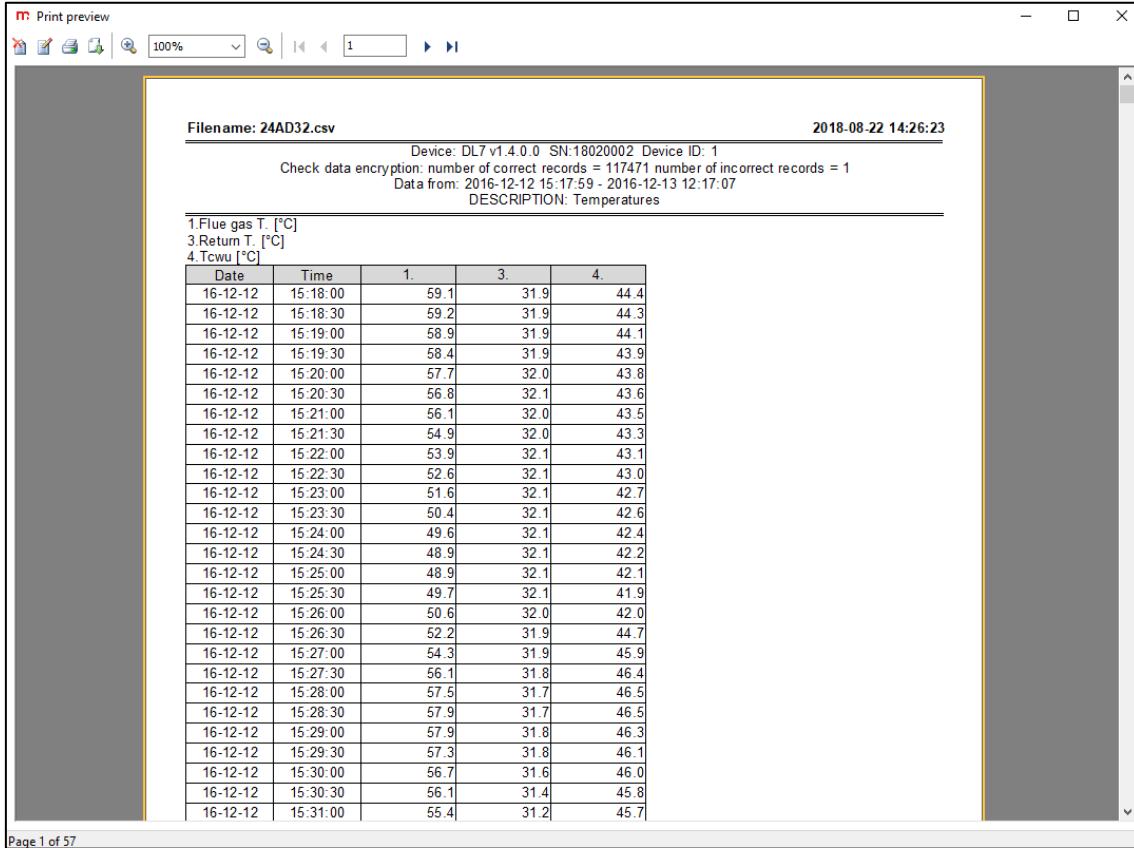 m: Print preview
100%
1
Filename: 24AD32.csv 2018-08-22 14:26:23
Device: DL7 v1.4.0.0 SN:18020002 Device ID: 1
Check data encryption: number of correct records = 117471 number of incorrect records = 1
Data from: 2016-12-12 15:17:59 - 2016-12-13 12:17:07
DESCRIPTION: Temperatures
1.Flue gas T. [°C]
3.Return T. [°C]
4.Tcwu [°C]
Date Time 1. 3. 4.
16-12-12 15:18:00 59.1 31.9 44.4
16-12-12 15:18:30 59.2 31.9 44.3
16-12-12 15:19:00 58.9 31.9 44.1
16-12-12 15:19:30 58.4 31.9 43.9
16-12-12 15:20:00 57.7 32.0 43.8
16-12-12 15:20:30 56.8 32.1 43.6
16-12-12 15:21:00 56.1 32.0 43.5
16-12-12 15:21:30 54.9 32.0 43.3
16-12-12 15:22:00 53.9 32.1 43.1
16-12-12 15:22:30 52.6 32.1 43.0
16-12-12 15:23:00 51.6 32.1 42.7
16-12-12 15:23:30 50.4 32.1 42.6
16-12-12 15:24:00 49.6 32.1 42.4
16-12-12 15:24:30 48.9 32.1 42.2
16-12-12 15:25:00 48.9 32.1 42.1
16-12-12 15:25:30 49.7 32.1 41.9
16-12-12 15:26:00 50.6 32.0 42.0
16-12-12 15:26:30 52.2 31.9 44.7
16-12-12 15:27:00 54.3 31.9 45.9
16-12-12 15:27:30 56.1 31.8 46.4
16-12-12 15:28:00 57.5 31.7 46.5
16-12-12 15:28:30 57.9 31.7 46.5
16-12-12 15:29:00 57.9 31.8 46.3
16-12-12 15:29:30 57.3 31.8 46.1
16-12-12 15:30:00 56.7 31.6 46.0
16-12-12 15:30:30 56.1 31.4 45.8
16-12-12 15:31:00 55.4 31.2 45.7
Page 1 of 57